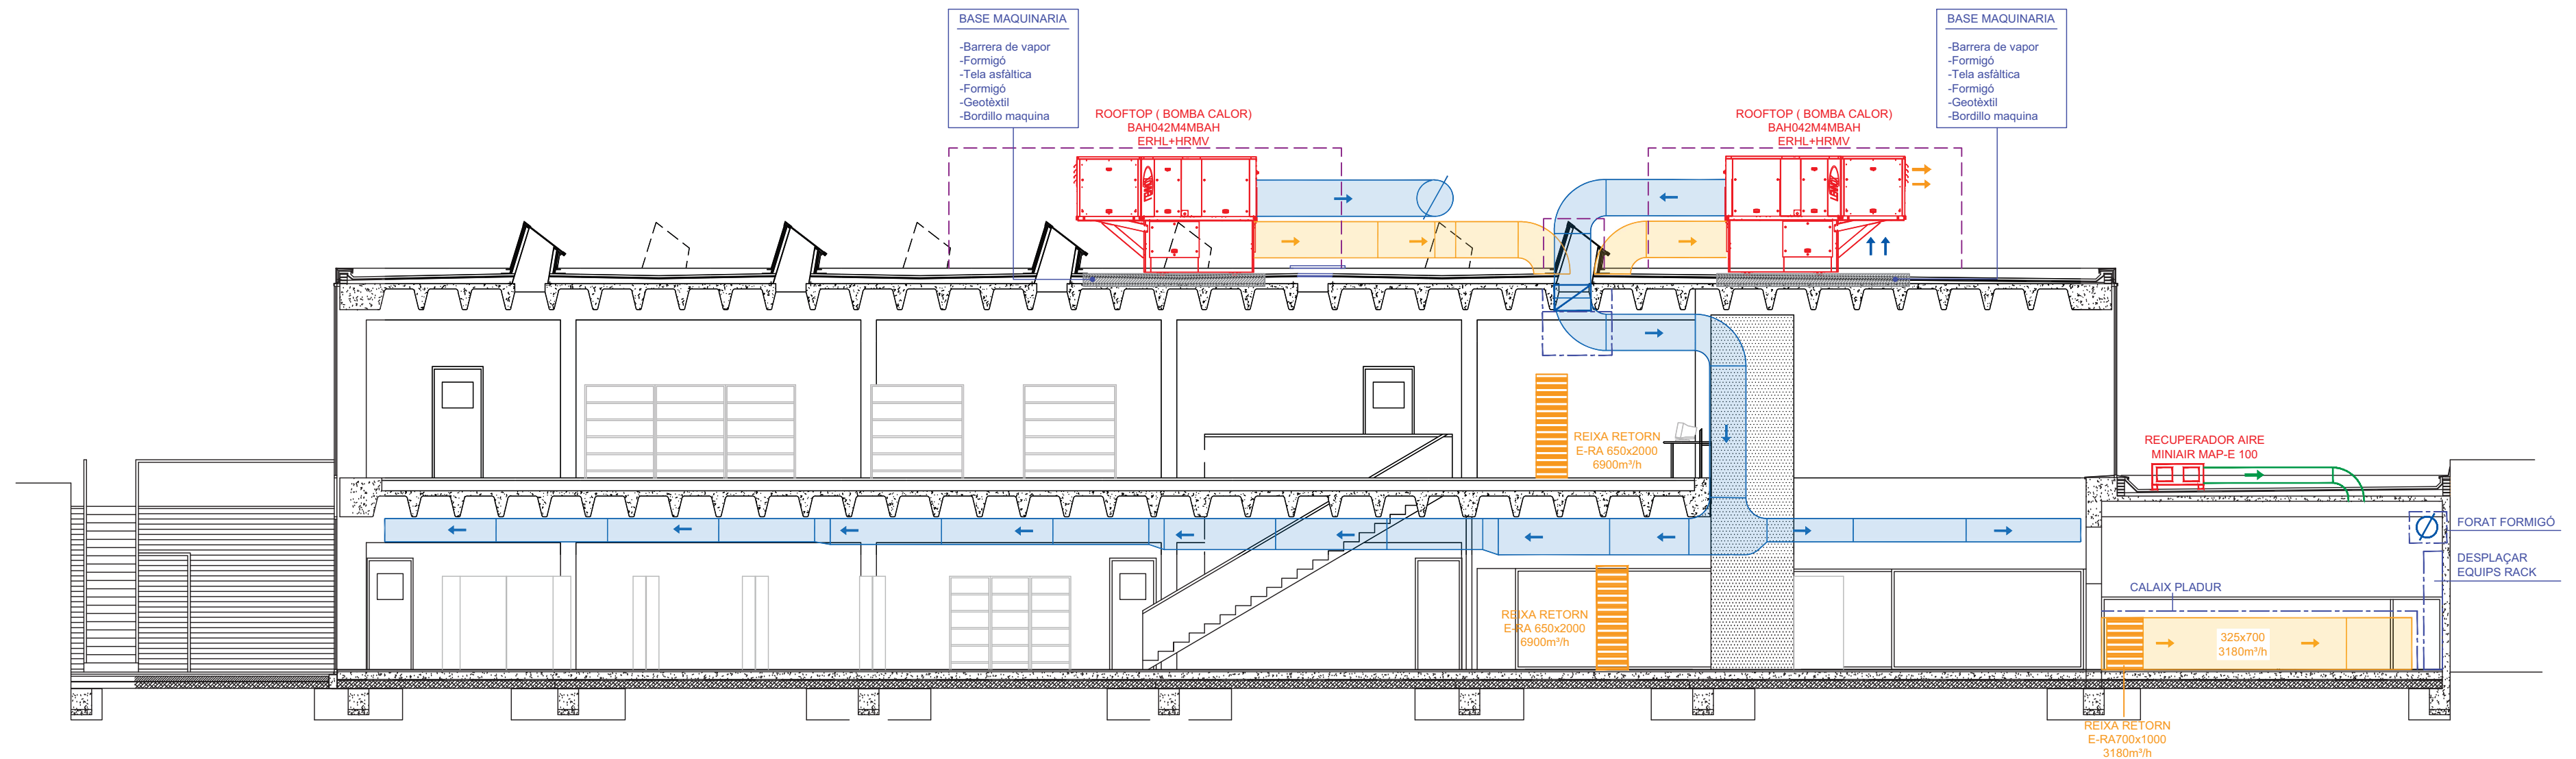 BASE MAQUINARIA
-Barrera de vapor
-Formigó
-Tela asfàltica
-Formigó
-Geotèxtil
-Bordillo maquina
ROOFTOP ( BOMBA CALOR)
BAH042M4MBAH
ERHL+HRMV
ROOFTOP ( BOMBA CALOR)
BAH042M4MBAH
ERHL+HRMV
BASE MAQUINARIA
-Barrera de vapor
-Formigó
-Tela asfàltica
-Formigó
-Geotèxtil
-Bordillo maquina
REIXA RETORN
E-RA 650x2000
6900m³/h
RECUPERADOR AIRE
MINIAIR MAP-E 100
FORAT FORMIGÓ
DESPLAÇAR
EQUIPS RACK
CALAIX PLADUR
REIXA RETORN
E-RA 650x2000
6900m³/h
325x700
3180m³/h
REIXA RETORN
E-RA700x1000
3180m³/h